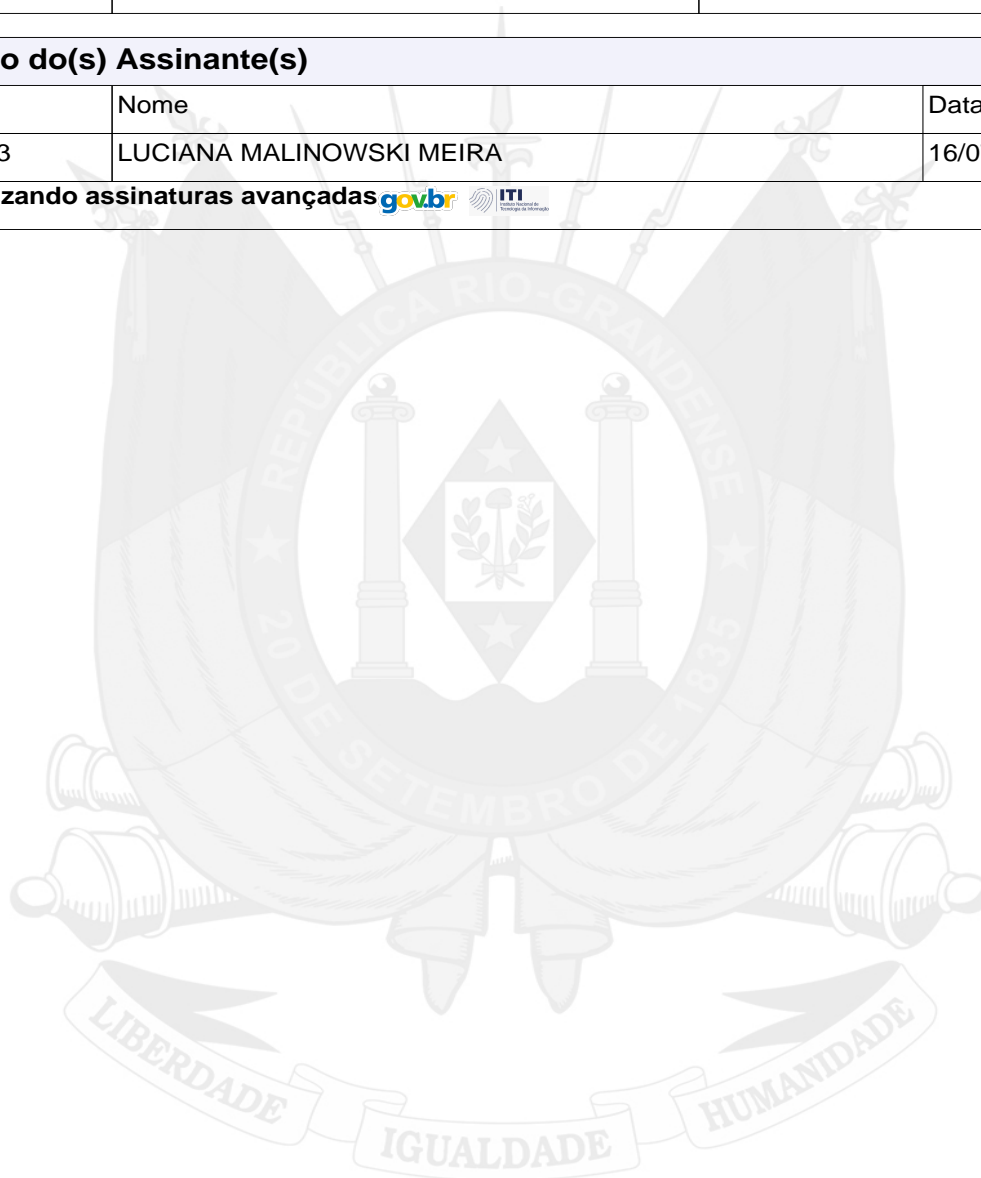 o do(s) Assinante(s)
Nome Data
3 LUCIANA MALINOWSKI MEIRA 16/0
zando assinaturas avançadas gov.br ITI
REPÚBLICA RIO-GRANDENSE
★ 20 DE SETEMBRO DE 1835 ★
LIBERDADE IGUALDADE HUMANIDADE